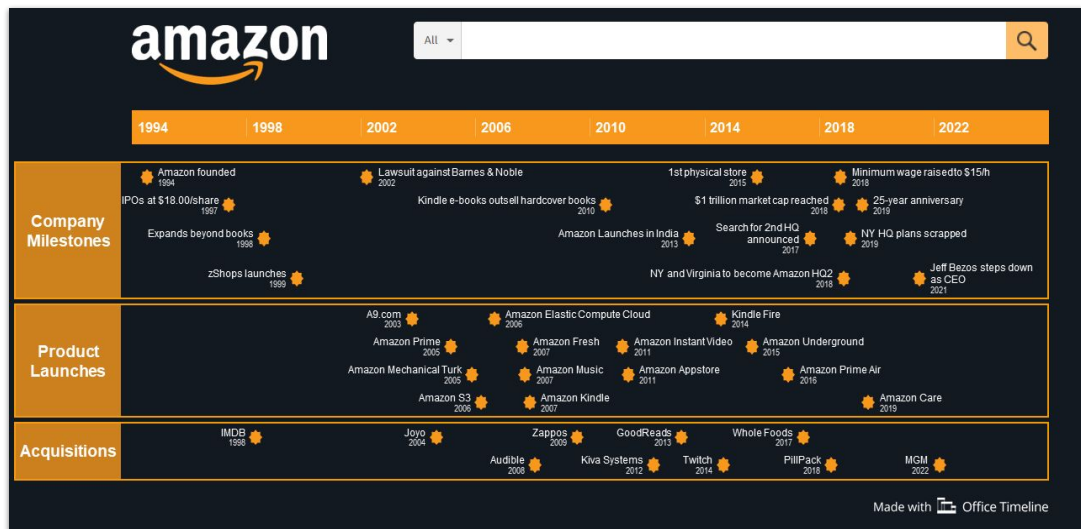 amazon
All
1994 1998 2002 2006 2010 2014 2018 2022
Company
Milestones
Amazon founded
1994
Lawsuit against Barnes & Noble
2002
1st physical store
2015
Minimum wage raised to $15/h
2018
IPOs at $18.00/share
1997
Kindle e-books outsell hardcover books
2010
$1 trillion market cap reached
2018
25-year anniversary
2019
Expands beyond books
1998
Amazon Launches in India
2013
Search for 2nd HQ
announced
2017
NY HQ plans scrapped
2019
zShops launches
1999
NY and Virginia to become Amazon HQ2
2018
Jeff Bezos steps down
as CEO
2021
Product
Launches
A9.com
2003
Amazon Elastic Compute Cloud
2006
Kindle Fire
2014
Amazon Prime
2005
Amazon Fresh
2007
Amazon Instant Video
2011
Amazon Underground
2015
Amazon Mechanical Turk
2005
Amazon Music
2007
Amazon Appstore
2011
Amazon Prime Air
2016
Amazon S3
2006
Amazon Kindle
2007
Amazon Care
2019
Acquisitions
IMDB
1998
Joyo
2004
Zappos
2009
GoodReads
2013
Whole Foods
2017
Audible
2008
Kiva Systems
2012
Twitch
2014
PillPack
2018
MGM
2022
Made with Office Timeline